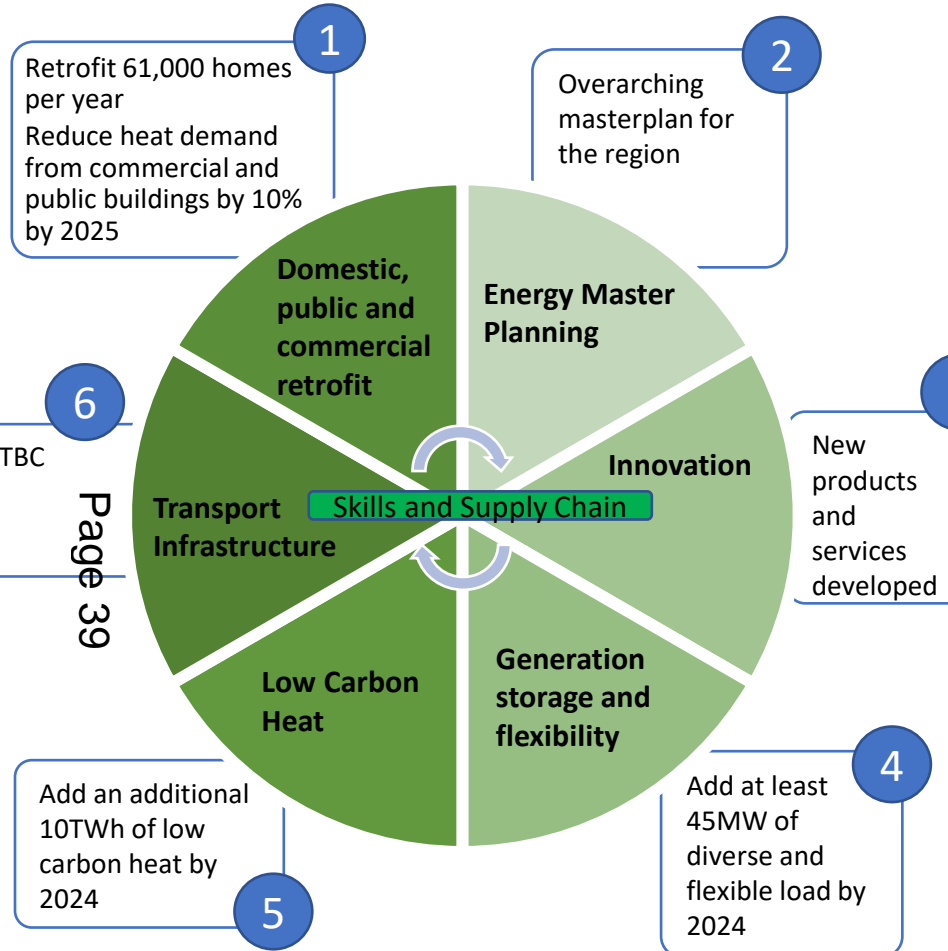 1
Retrofit 61,000 homes
per year
Reduce heat demand
from commercial and
public buildings by 10%
by 2025
2
Overarching
masterplan for
the region
Domestic,
public and
commercial
retrofit
Energy Master
Planning
6
TBC
Page 39
Transport
Infrastructure
Skills and Supply Chain
Innovation
New
products
and
services
developed
Low Carbon
Heat
Generation
storage and
flexibility
Add an additional
10TWh of low
carbon heat by
2024
5
4
Add at least
45MW of
diverse and
flexible load by
2024